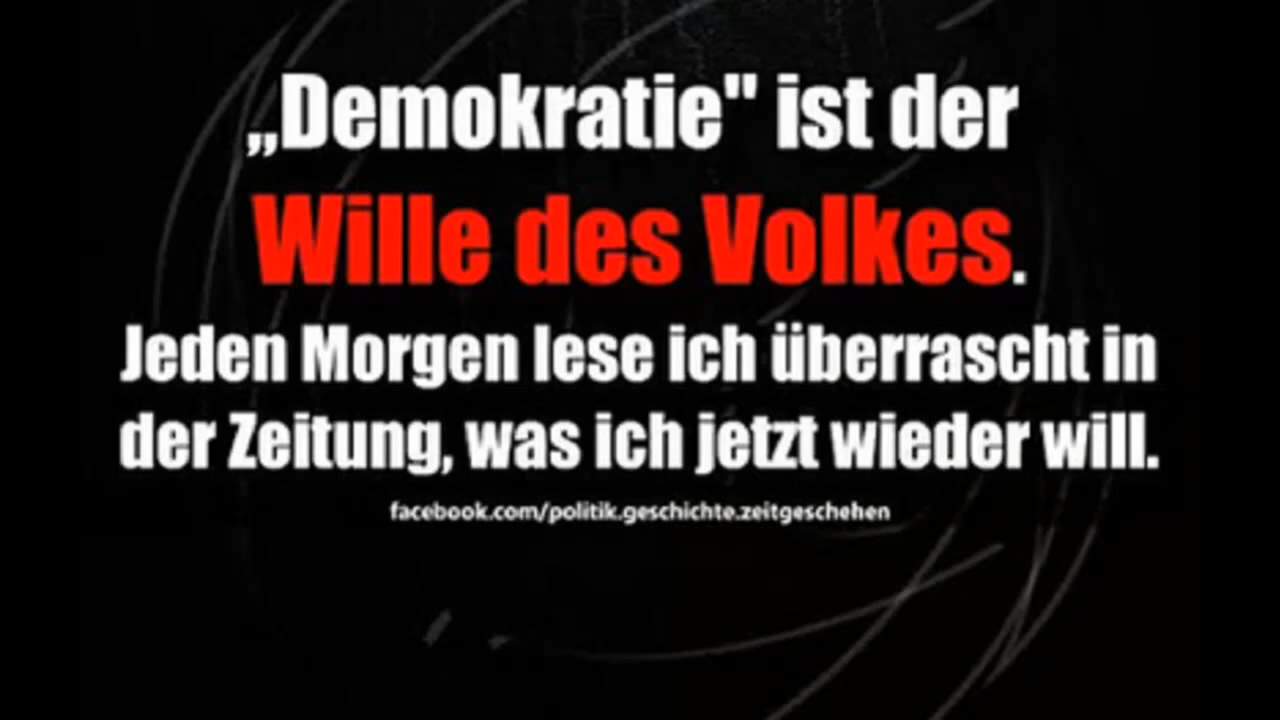 „Demokratie" ist der
Wille des Volkes.
Jeden Morgen lese ich überrascht in
der Zeitung, was ich jetzt wieder will.
facebook.com/politik.geschichte.zeitgeschehen